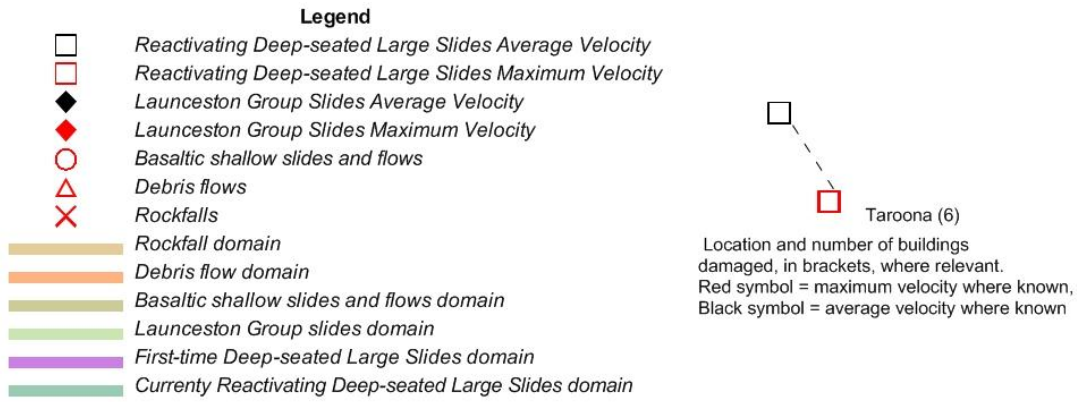 Legend
Reactivating Deep-seated Large Slides Average Velocity
Reactivating Deep-seated Large Slides Maximum Velocity
Launceston Group Slides Average Velocity
Launceston Group Slides Maximum Velocity
Basaltic shallow slides and flows
Debris flows
Rockfalls
Rockfall domain
Debris flow domain
Basaltic shallow slides and flows domain
Launceston Group slides domain
First-time Deep-seated Large Slides domain
Currenty Reactivating Deep-seated Large Slides domain
Taroona (6)
Location and number of buildings
damaged, in brackets, where relevant.
Red symbol = maximum velocity where known,
Black symbol = average velocity where known